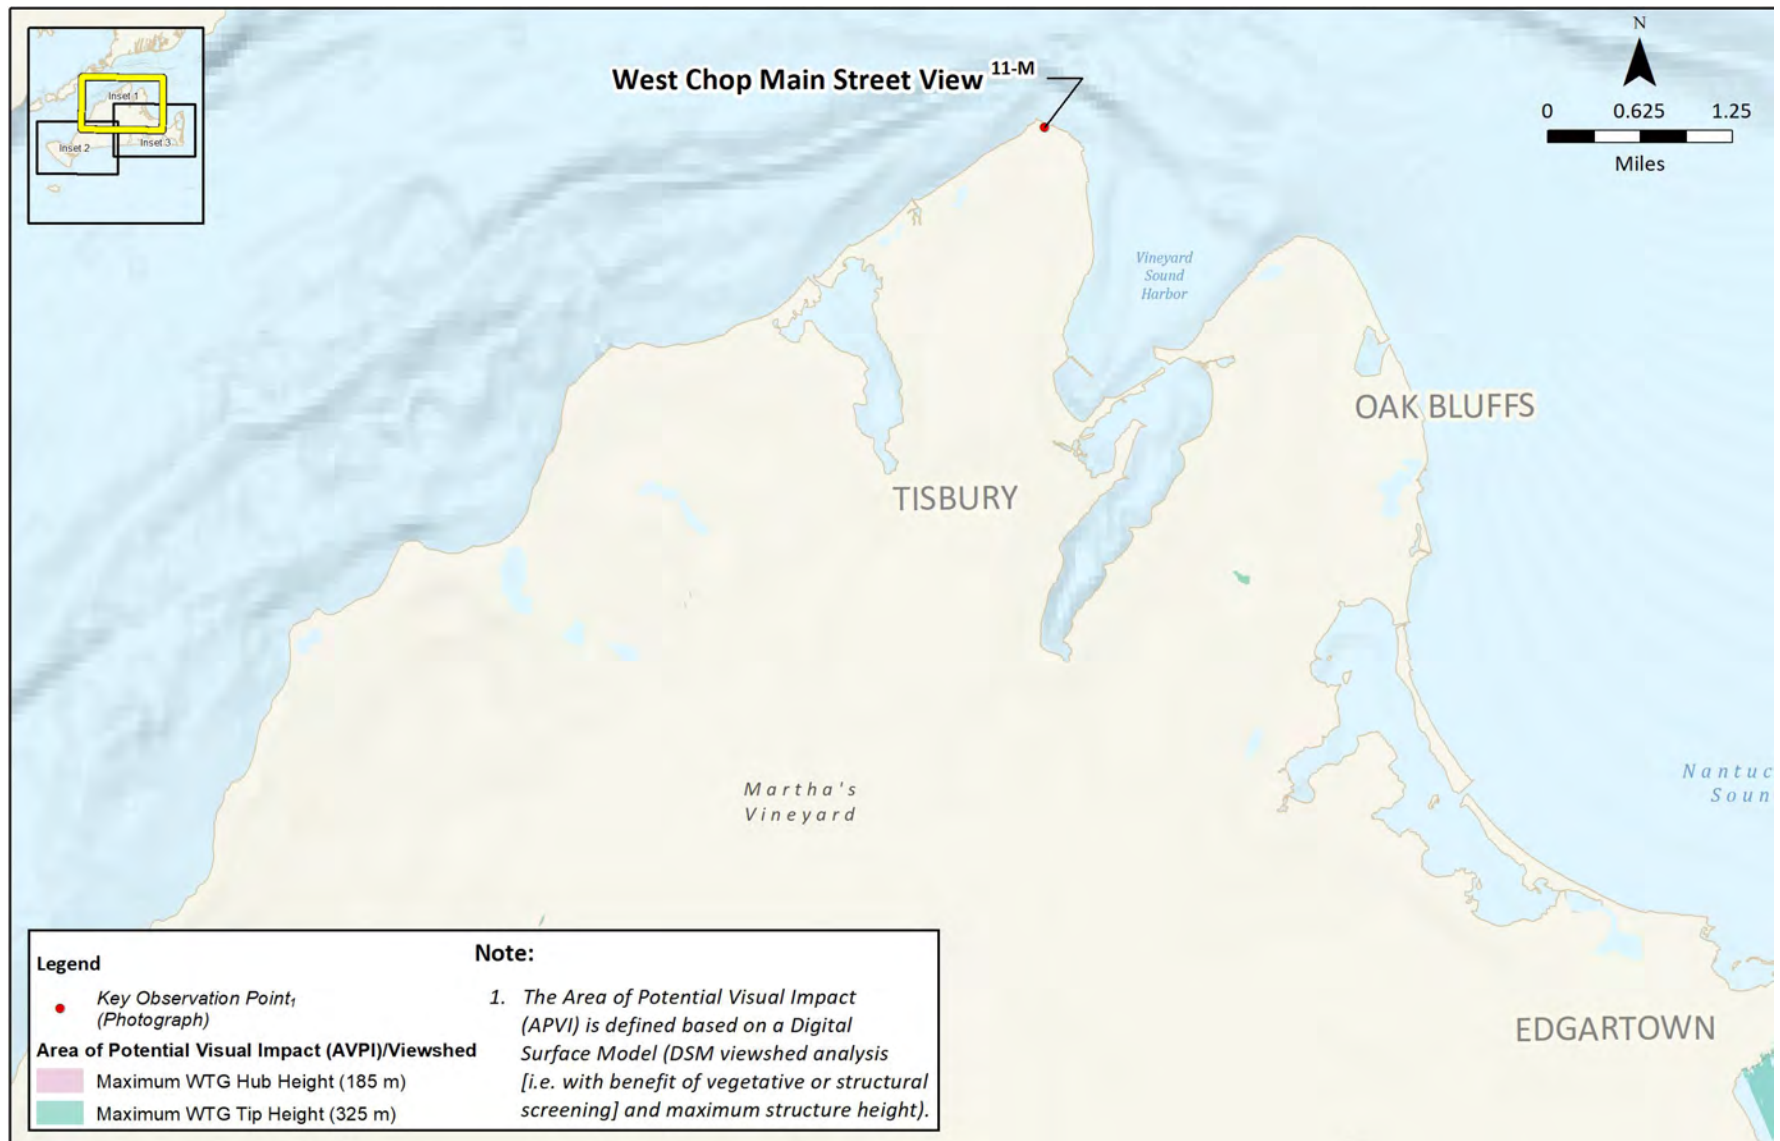 Inset 1
Inset 2
Inset 3
West Chop Main Street View 11-M
N
0 0.625 1.25
Miles
Vineyard
Sound
Harbor
OAK BLUFFS
TISBURY
Martha's
Vineyard
Nantuc
Soun
EDGARTOWN
Legend
Key Observation Point1
(Photograph)
Area of Potential Visual Impact (AVPI)/Viewshed
Maximum WTG Hub Height (185 m)
Maximum WTG Tip Height (325 m)
Note:
1. The Area of Potential Visual Impact
(APVI) is defined based on a Digital
Surface Model (DSM viewshed analysis
[i.e. with benefit of vegetative or structural
screening] and maximum structure height).